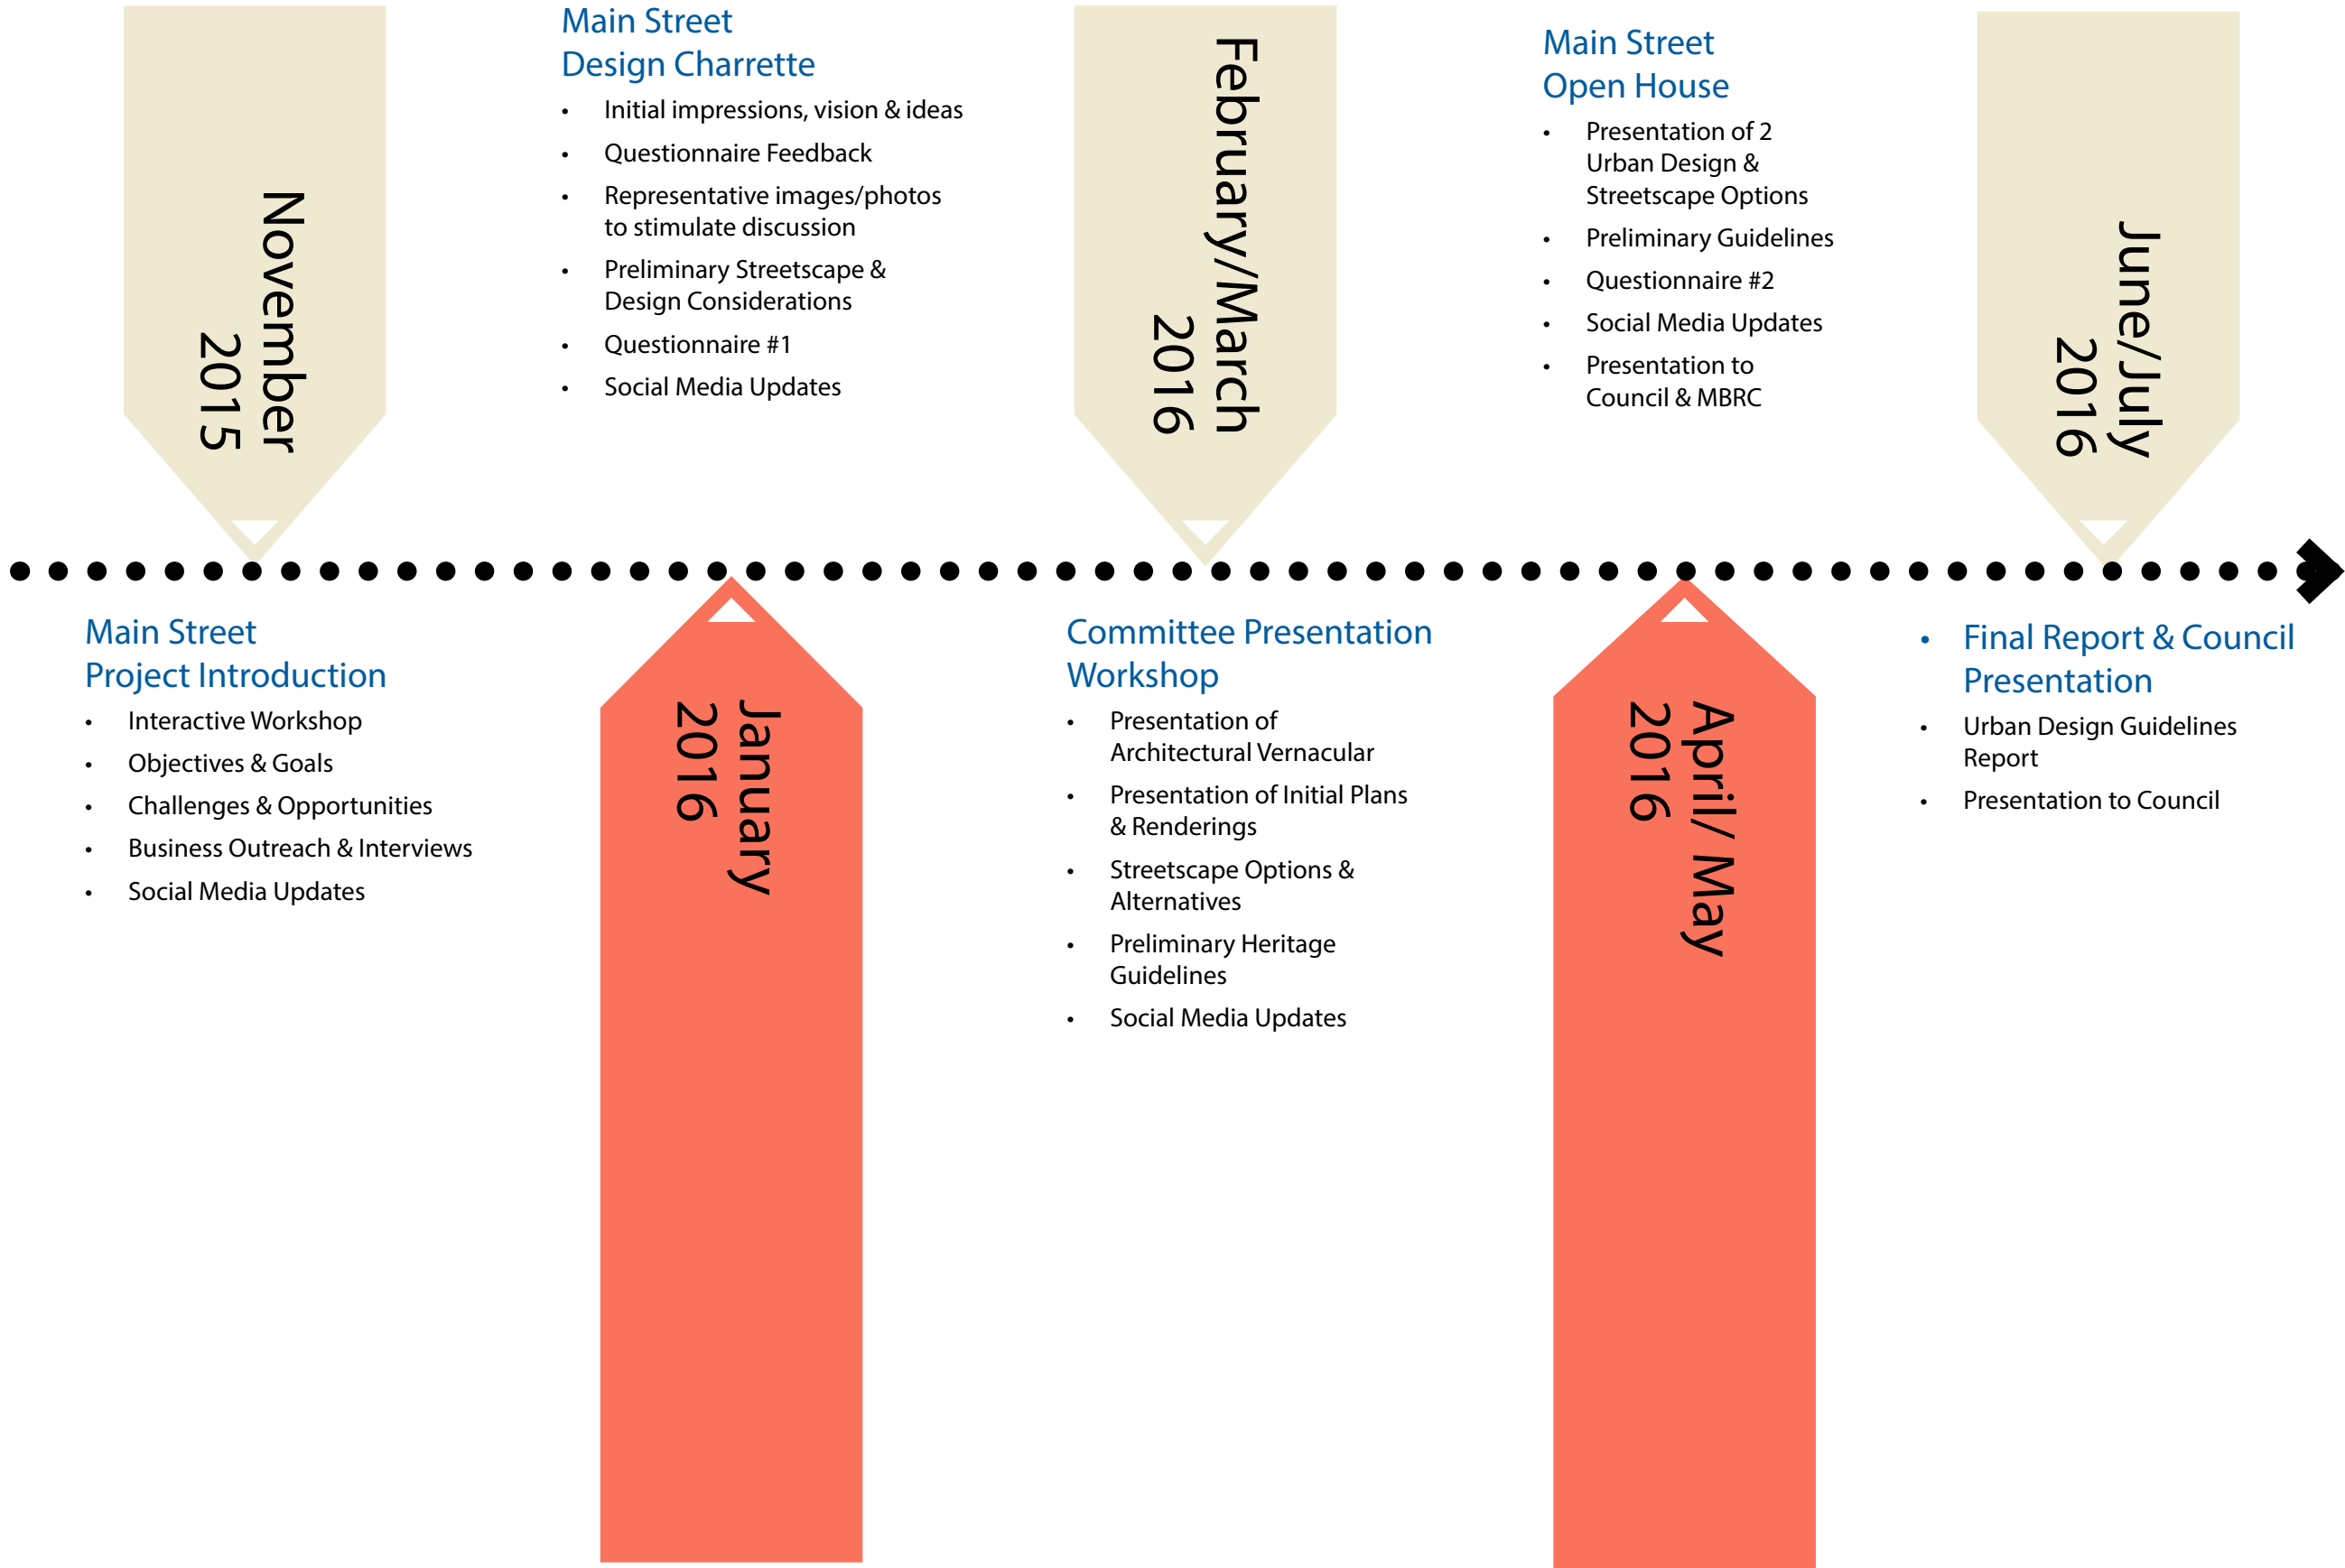 November
2015
Main Street
Project Introduction
• Interactive Workshop
• Objectives & Goals
• Challenges & Opportunities
• Business Outreach & Interviews
• Social Media Updates
Main Street
Design Charrette
• Initial impressions, vision & ideas
• Questionnaire Feedback
• Representative images/photos
to stimulate discussion
• Preliminary Streetscape &
Design Considerations
• Questionnaire #1
• Social Media Updates
January
2016
February/March
2016
Committee Presentation
Workshop
• Presentation of
Architectural Vernacular
• Presentation of Initial Plans
& Renderings
• Streetscape Options &
Alternatives
• Preliminary Heritage
Guidelines
• Social Media Updates
Main Street
Open House
• Presentation of 2
Urban Design &
Streetscape Options
• Preliminary Guidelines
• Questionnaire #2
• Social Media Updates
• Presentation to
Council & MBRC
April/ May
2016
June/July
2016
• Final Report & Council
Presentation
• Urban Design Guidelines
Report
• Presentation to Council